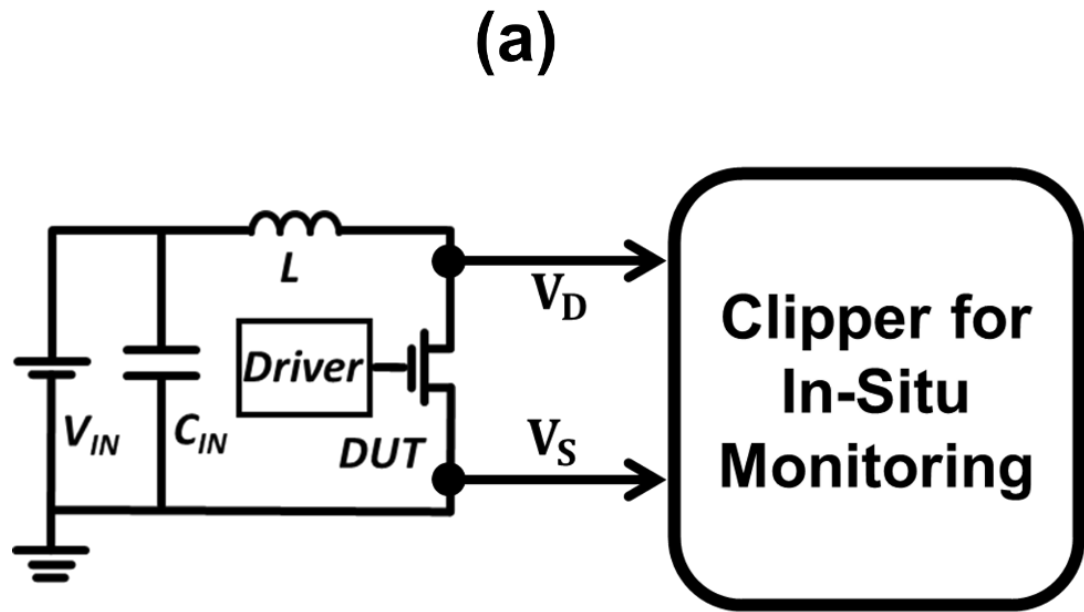 (a)
L
V_D
Driver
Clipper for
In-Situ
Monitoring
V_IN
C_IN
DUT
V_S